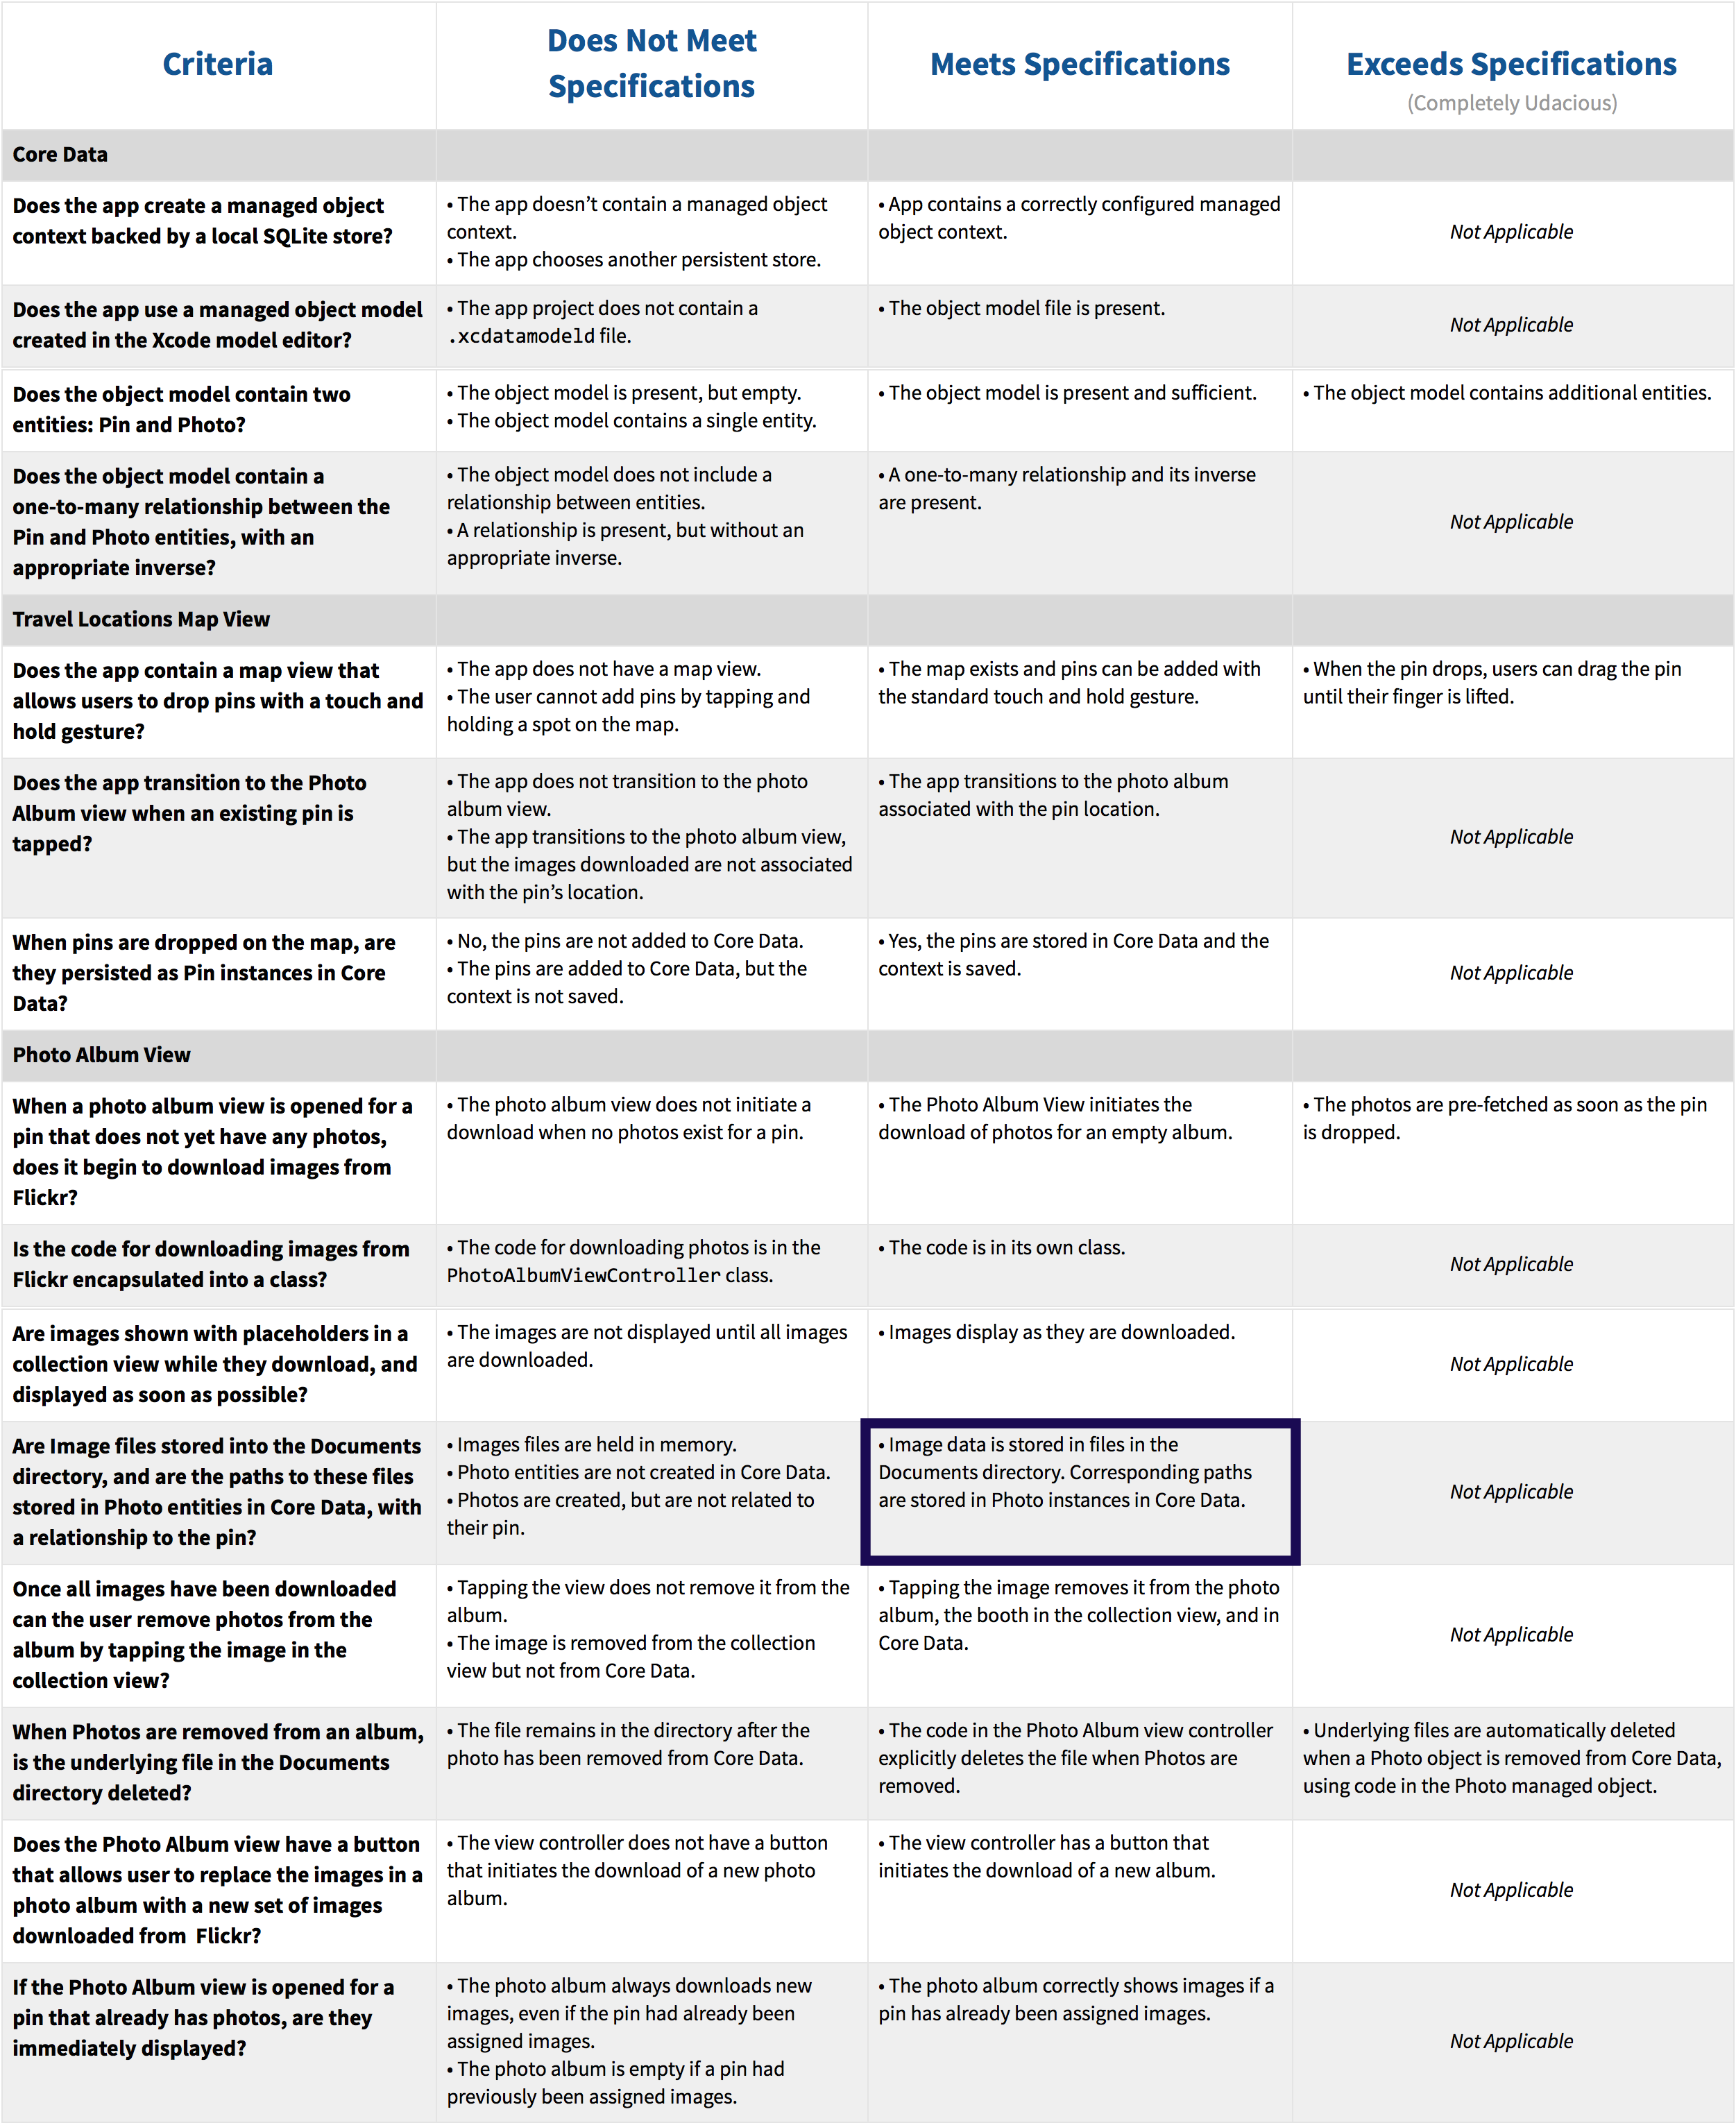 Criteria
Does Not Meet
Specifications
Meets Specifications
Exceeds Specifications
(Completely Udacious)
Core Data
Does the app create a managed object
context backed by a local SQLite store?
• The app doesn’t contain a managed object
context.
• The app chooses another persistent store.
• App contains a correctly configured managed
object context.
Not Applicable
Does the app use a managed object model
created in the Xcode model editor?
• The app project does not contain a
.xcdatamodeld file.
• The object model file is present.
Not Applicable
Does the object model contain two
entities: Pin and Photo?
• The object model is present, but empty.
• The object model contains a single entity.
• The object model is present and sufficient.
• The object model contains additional entities.
Does the object model contain a
one-to-many relationship between the
Pin and Photo entities, with an
appropriate inverse?
• The object model does not include a
relationship between entities.
• A relationship is present, but without an
appropriate inverse.
• A one-to-many relationship and its inverse
are present.
Not Applicable
Travel Locations Map View
Does the app contain a map view that
allows users to drop pins with a touch and
hold gesture?
• The app does not have a map view.
• The user cannot add pins by tapping and
holding a spot on the map.
• The map exists and pins can be added with
the standard touch and hold gesture.
• When the pin drops, users can drag the pin
until their finger is lifted.
Does the app transition to the Photo
Album view when an existing pin is
tapped?
• The app does not transition to the photo
album view.
• The app transitions to the photo album view,
but the images downloaded are not associated
with the pin’s location.
• The app transitions to the photo album
associated with the pin location.
Not Applicable
When pins are dropped on the map, are
they persisted as Pin instances in Core
Data?
• No, the pins are not added to Core Data.
• The pins are added to Core Data, but the
context is not saved.
• Yes, the pins are stored in Core Data and the
context is saved.
Not Applicable
Photo Album View
When a photo album view is opened for a
pin that does not yet have any photos,
does it begin to download images from
Flickr?
• The photo album view does not initiate a
download when no photos exist for a pin.
• The Photo Album View initiates the
download of photos for an empty album.
• The photos are pre-fetched as soon as the pin
is dropped.
Is the code for downloading images from
Flickr encapsulated into a class?
• The code for downloading photos is in the
PhotoAlbumViewController class.
• The code is in its own class.
Not Applicable
Are images shown with placeholders in a
collection view while they download, and
displayed as soon as possible?
• The images are not displayed until all images
are downloaded.
• Images display as they are downloaded.
Not Applicable
Are Image files stored into the Documents
directory, and are the paths to these files
stored in Photo entities in Core Data, with
a relationship to the pin?
• Images files are held in memory.
• Photo entities are not created in Core Data.
• Photos are created, but are not related to
their pin.
• Image data is stored in files in the
Documents directory. Corresponding paths
are stored in Photo instances in Core Data.
Not Applicable
Once all images have been downloaded
can the user remove photos from the
album by tapping the image in the
collection view?
• Tapping the view does not remove it from the
album.
• The image is removed from the collection
view but not from Core Data.
• Tapping the image removes it from the photo
album, the booth in the collection view, and in
Core Data.
Not Applicable
When Photos are removed from an album,
is the underlying file in the Documents
directory deleted?
• The file remains in the directory after the
photo has been removed from Core Data.
• The code in the Photo Album view controller
explicitly deletes the file when Photos are
removed.
• Underlying files are automatically deleted
when a Photo object is removed from Core Data,
using code in the Photo managed object.
Does the Photo Album view have a button
that allows user to replace the images in a
photo album with a new set of images
downloaded from  Flickr?
• The view controller does not have a button
that initiates the download of a new photo
album.
• The view controller has a button that
initiates the download of a new album.
Not Applicable
If the Photo Album view is opened for a
pin that already has photos, are they
immediately displayed?
• The photo album always downloads new
images, even if the pin had already been
assigned images.
• The photo album is empty if a pin had
previously been assigned images.
• The photo album correctly shows images if a
pin has already been assigned images.
Not Applicable